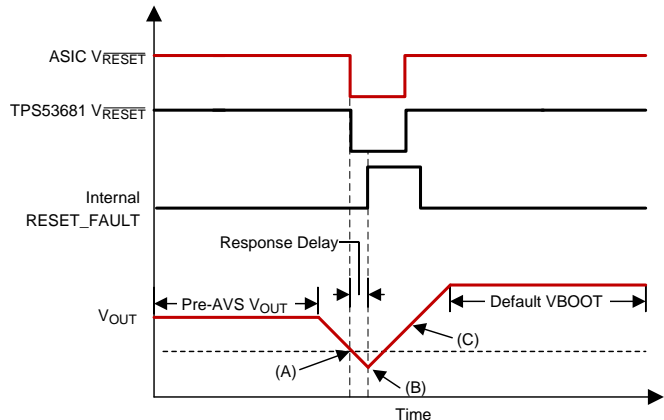 ASIC VRESET
TPS53681 VRESET
Internal
RESET_FAULT
Response Delay
Pre-AVS VOUT
Default VBOOT
VOUT
(C)
(A)
(B)
Time